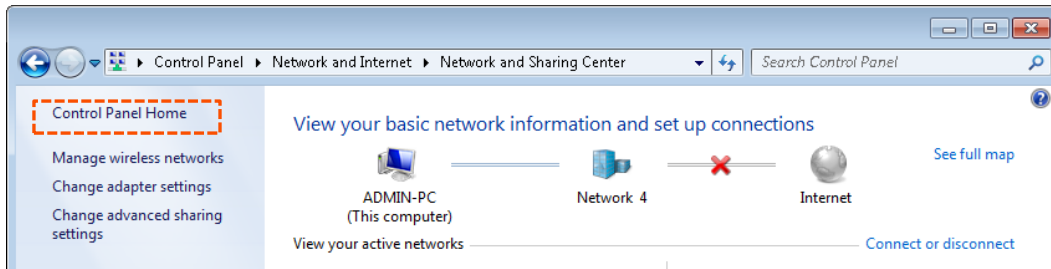 Control Panel Network and Internet Network and Sharing Center Search Control Panel
Control Panel Home
Manage wireless networks
Change adapter settings
Change advanced sharing
settings
View your basic network information and set up connections
See full map
ADMIN-PC
(This computer)
Network 4
Internet
View your active networks
Connect or disconnect